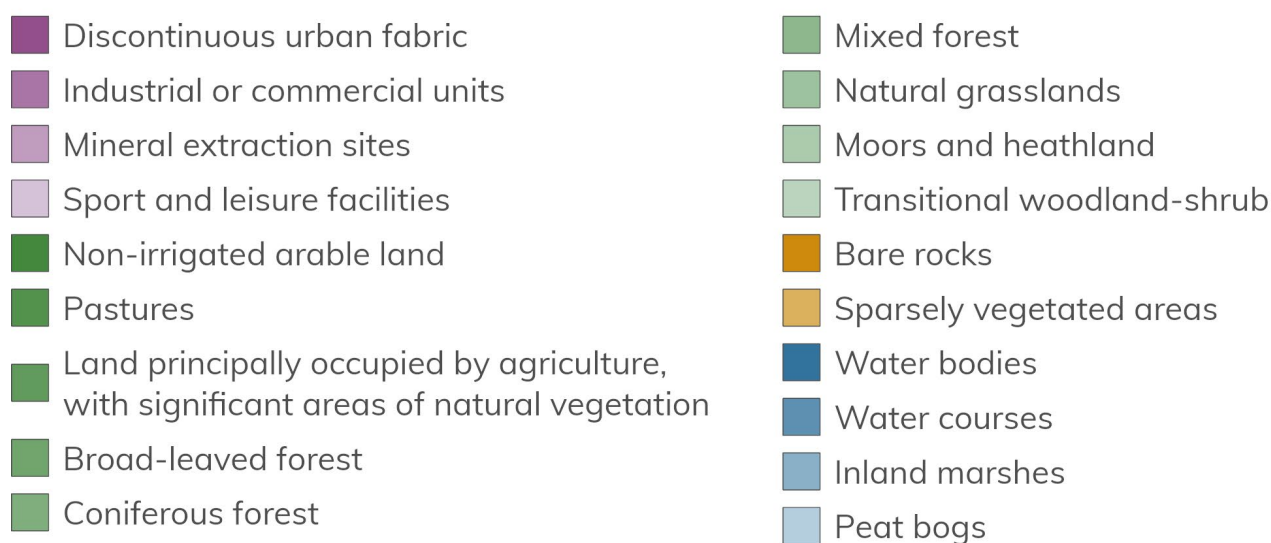 Discontinuous urban fabric
Industrial or commercial units
Mineral extraction sites
Sport and leisure facilities
Non-irrigated arable land
Pastures
Land principally occupied by agriculture,
with significant areas of natural vegetation
Broad-leaved forest
Coniferous forest
Mixed forest
Natural grasslands
Moors and heathland
Transitional woodland-shrub
Bare rocks
Sparsely vegetated areas
Water bodies
Water courses
Inland marshes
Peat bogs